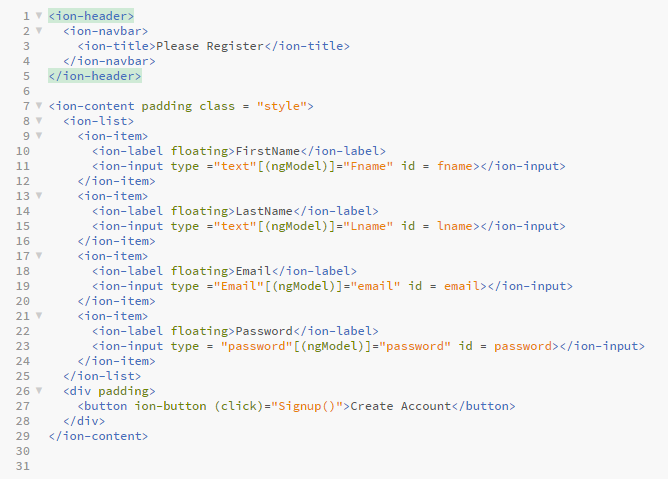 1 <ion-header>
2 <ion-navbar>
3 <ion-title>Please Register</ion-title>
4 </ion-navbar>
5 </ion-header>
6
7 <ion-content padding class = "style">
8 <ion-list>
9 <ion-item>
10 <ion-label floating>FirstName</ion-label>
11 <ion-input type ="text"[(ngModel)]="Fname" id = fname></ion-input>
12 </ion-item>
13 <ion-item>
14 <ion-label floating>LastName</ion-label>
15 <ion-input type ="text"[(ngModel)]="Lname" id = lname></ion-input>
16 </ion-item>
17 <ion-item>
18 <ion-label floating>Email</ion-label>
19 <ion-input type ="Email"[(ngModel)]="email" id = email></ion-input>
20 </ion-item>
21 <ion-item>
22 <ion-label floating>Password</ion-label>
23 <ion-input type = "password"[(ngModel)]="password" id = password></ion-input>
24 </ion-item>
25 </ion-list>
26 <div padding>
27 <button ion-button (click)="Signup()">Create Account</button>
28 </div>
29 </ion-content>
30
31